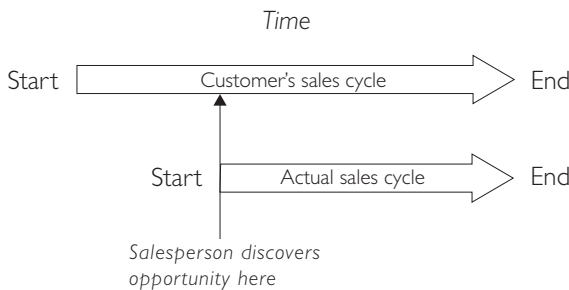 Time
Start Customer's sales cycle End
Start Actual sales cycle End
Salesperson discovers
opportunity here